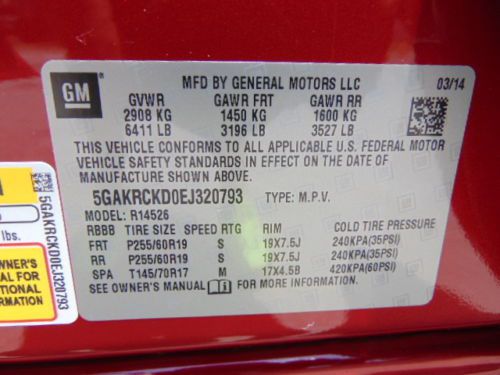 GM
MFD BY GENERAL MOTORS LLC 03/14
GVWR GAWR FRT GAWR RR
2908 KG 1450 KG 1600 KG
6411 LB 3196 LB 3527 LB
THIS VEHICLE CONFORMS TO ALL APPLICABLE U.S. FEDERAL MOTOR
VEHICLE SAFETY STANDARDS IN EFFECT ON THE DATE OF
MANUFACTURE SHOWN ABOVE.
5GAKRCKD0EJ320793 TYPE: M.P.V.
MODEL: R14526
RBBB TIRE SIZE SPEED RTG RIM COLD TIRE PRESSURE
FRT P255/60R19 S 19X7.5J 240KPA(35PSI)
RR P255/60R19 S 19X7.5J 240KPA(35PSI)
SPA T145/70R17 M 17X4.5B 420KPA(60PSI)
SEE OWNER'S MANUAL FOR MORE INFORMATION.
5GAKRCKD0EJ320793
lbs.
OWNER'S
FOR
INFORMATION